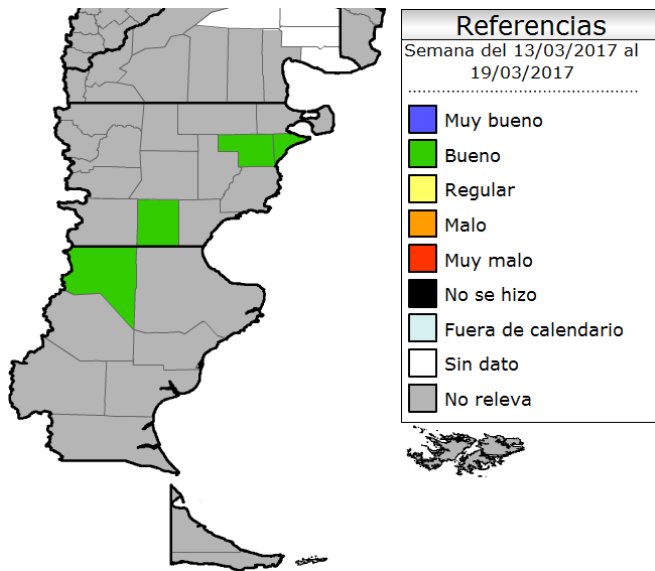 Referencias
Semana del 13/03/2017 al
19/03/2017
Muy bueno
Bueno
Regular
Malo
Muy malo
No se hizo
Fuera de calendario
Sin dato
No releva